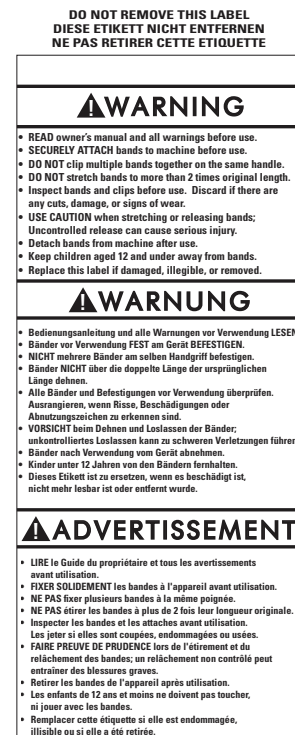 DO NOT REMOVE THIS LABEL
DIESE ETIKETT NICHT ENTFERNEN
NE PAS RETIRER CETTE ETIQUETTE
WARNING
• READ owner's manual and all warnings before use.
• SECURELY ATTACH bands to machine before use.
• DO NOT clip multiple bands together on the same handle.
• DO NOT stretch bands to more than 2 times original length.
• Inspect bands and clips before use. Discard if there are
any cuts, damage, or signs of wear.
• USE CAUTION when stretching or releasing bands;
Uncontrolled release can cause serious injury.
• Detach bands from machine after use.
• Keep children aged 12 and under away from bands.
• Replace this label if damaged, illegible, or removed.
WARNUNG
• Bedienungsanleitung und alle Warnungen vor Verwendung LESEN
• Bänder vor Verwendung FEST am Gerät BEFESTIGEN.
• NICHT mehrere Bänder am selben Handgriff befestigen.
• Bänder NICHT über die doppelte Länge der ursprünglichen
Länge dehnen.
• Alle Bänder und Befestigungen vor Verwendung überprüfen.
Ausrangieren, wenn Risse, Beschädigungen oder
Abnutzungszeichen zu erkennen sind.
• VORSICHT beim Dehnen und Loslassen der Bänder;
unkontrolliertes Loslassen kann zu schweren Verletzungen führen
• Bänder nach Verwendung vom Gerät abnehmen.
• Kinder unter 12 Jahren von den Bändern fernhalten.
• Dieses Etikett ist zu ersetzen, wenn es beschädigt ist,
nicht mehr lesbar ist oder entfernt wurde.
ADVERTISSEMENT
• LIRE le Guide du propriétaire et tous les avertissements
avant utilisation.
• FIXER SOLIDEMENT les bandes à l'appareil avant utilisation.
• NE PAS fixer plusieurs bandes à la même poignée.
• NE PAS étirer les bandes à plus de 2 fois leur longueur originale.
• Inspecter les bandes et les attaches avant utilisation.
Les jeter si elles sont coupées, endommagées ou usées.
• FAIRE PREUVE DE PRUDENCE lors de l'étirement et du
relâchement des bandes; un relâchement non contrôlé peut
entraîner des blessures graves.
• Retirer les bandes de l'appareil après utilisation.
• Les enfants de 12 ans et moins ne doivent pas toucher,
ni jouer avec les bandes.
• Remplacer cette étiquette si elle est endommagée,
illisible ou si elle a été retirée.